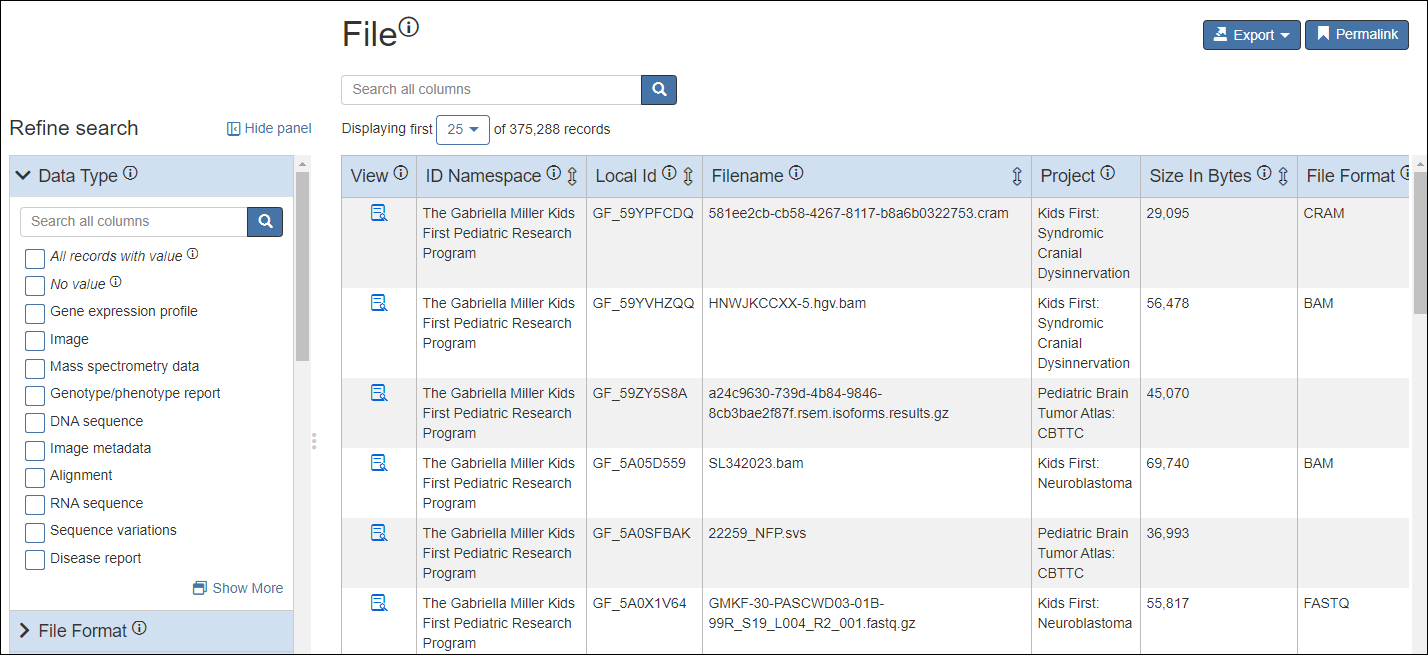 File
Export
Permalink
Search all columns
Refine search
Hide panel
Displaying first 25 of 375,288 records
Data Type
Search all columns
All records with value
No value
Gene expression profile
Image
Mass spectrometry data
Genotype/phenotype report
DNA sequence
Image metadata
Alignment
RNA sequence
Sequence variations
Disease report
Show More
File Format
View ID Namespace Local Id Filename Project Size In Bytes File Format
The Gabriella Miller Kids GF_59YPFCDQ 581ee2cb-cb58-4267-8117-b8a6b0322753.cram Kids First: 29,095 CRAM
First Pediatric Research Syndromic
Program Cranial
Dysinnervation
The Gabriella Miller Kids GF_59YVHZQQ HNWJKCCXX-5.hgv.bam Kids First: 56,478 BAM
First Pediatric Research Syndromic
Program Cranial
Dysinnervation
The Gabriella Miller Kids GF_59ZY5S8A a24c9630-739d-4b84-9846- Pediatric Brain 45,070
First Pediatric Research 8cb3bae2f87f.rsem.isoforms.results.gz Tumor Atlas:
Program CBTTC
The Gabriella Miller Kids GF_5A05D559 SL342023.bam Kids First: 69,740 BAM
First Pediatric Research Neuroblastoma
Program
The Gabriella Miller Kids GF_5A0SFBAK 22259_NFP.svs Pediatric Brain 36,993
First Pediatric Research Tumor Atlas:
Program CBTTC
The Gabriella Miller Kids GF_5A0X1V64 GMKF-30-PASCWD03-01B- Kids First: 55,817 FASTQ
First Pediatric Research 99R_S19_L004_R2_001.fastq.gz Neuroblastoma
Program